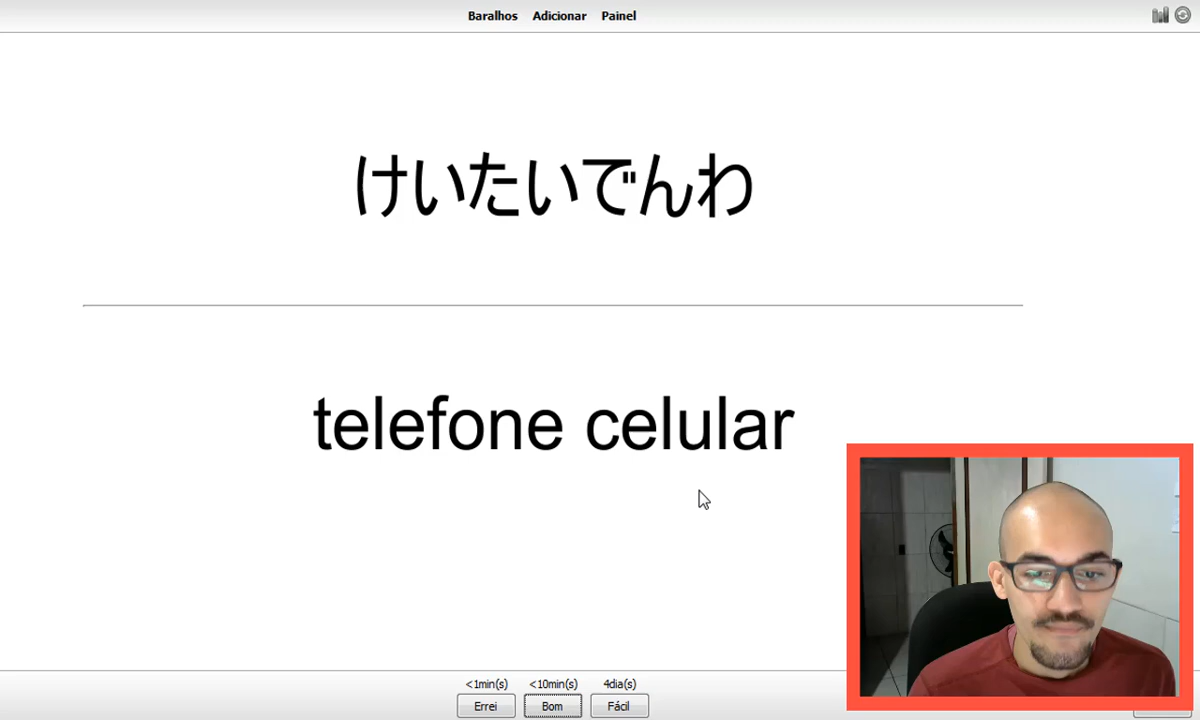 Baralhos Adicionar Painel
けいたいでんわ
telefone celular
<1min(s) <10min(s) 4dia(s)
Errei Bom Fácil